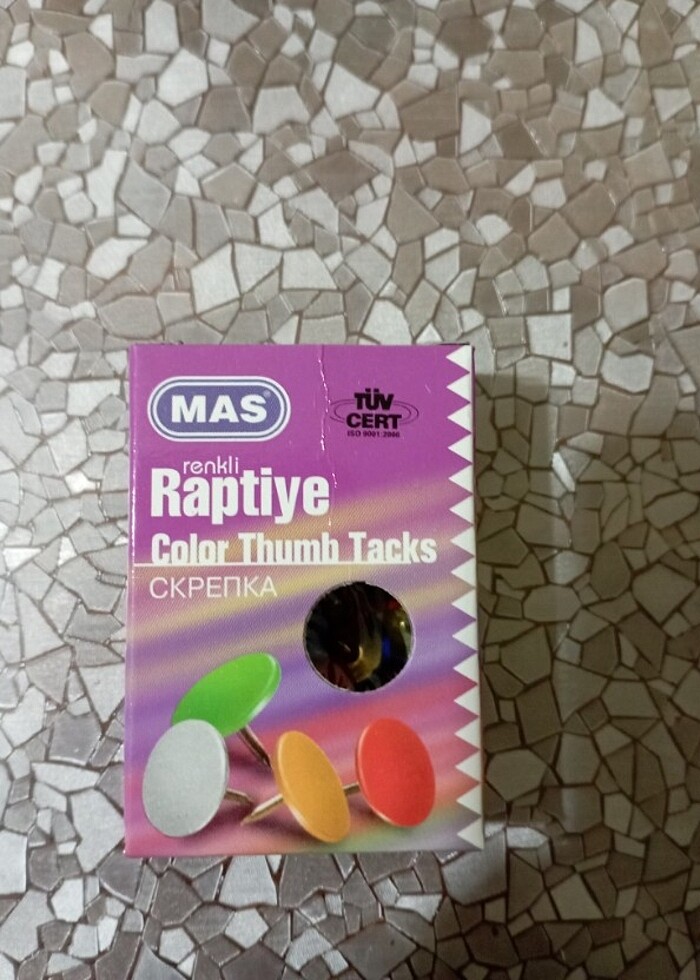 MAS®
TÜV
CERT
ISO 9001:2000
renkli
Raptiye
Color Thumb Tacks
СКРЕПКА